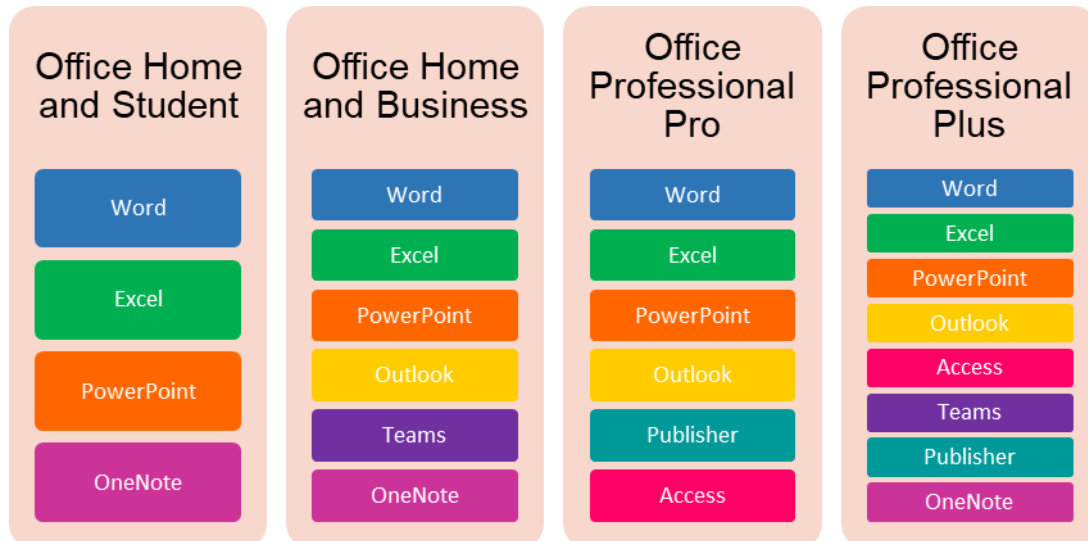 Office Home
and Student
Word
Excel
PowerPoint
OneNote
Office Home
and Business
Word
Excel
PowerPoint
Outlook
Teams
OneNote
Office
Professional
Pro
Word
Excel
PowerPoint
Outlook
Publisher
Access
Office
Professional
Plus
Word
Excel
PowerPoint
Outlook
Access
Teams
Publisher
OneNote